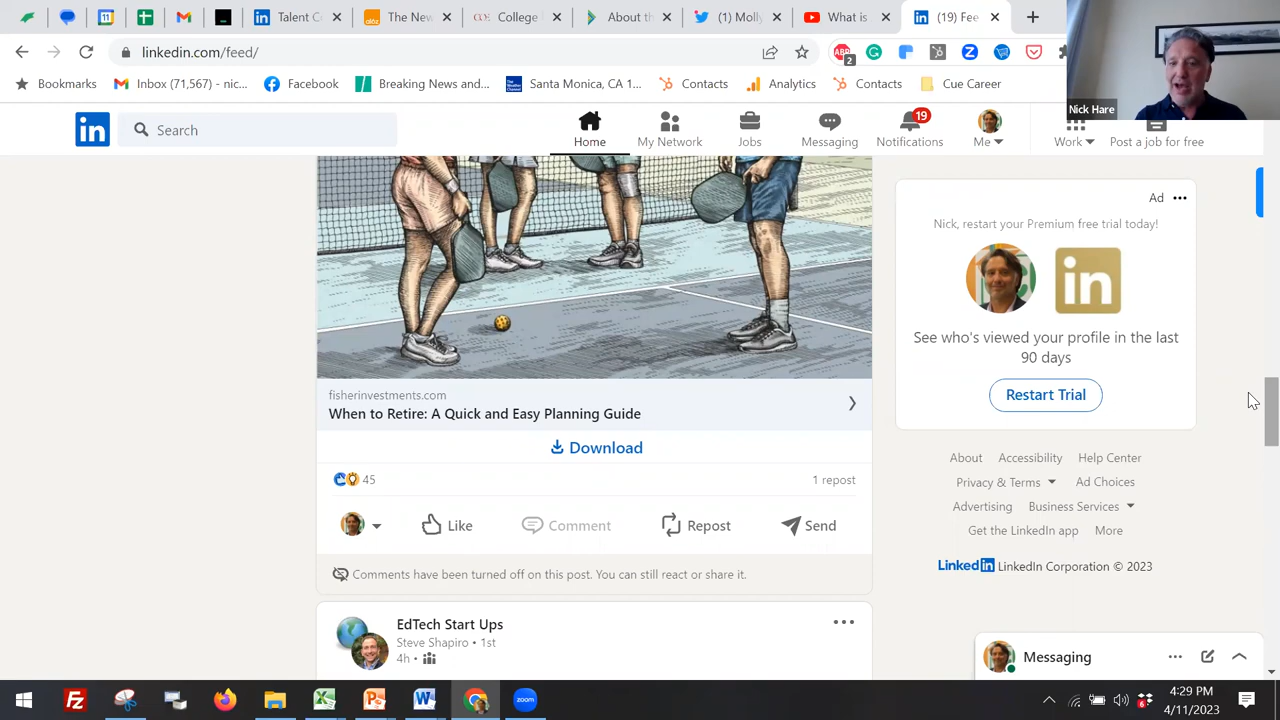 Talent C
The New
COE
Colleg
About th
(1) Molly
What is
(19) Fee
linkedin.com/feed/
ABP
2
Bookmarks
Inbox (71,567) - nic...
Facebook
Breaking News and...
Santa Monica, CA 1...
Contacts
Analytics
Contacts
Cue Career
Nick Hare
in
Search
Home
My Network
Jobs
Messaging
19
Notifications
Me
Work
Post a job for free
Ad
Nick, restart your Premium free trial today!
in
See who's viewed your profile in the last
90 days
Restart Trial
fisherinvestments.com
When to Retire: A Quick and Easy Planning Guide
Download
45
1 repost
Like
Comment
Repost
Send
Comments have been turned off on this post. You can still react or share it.
EdTech Start Ups
Steve Shapiro • 1st
4h •
About
Accessibility
Help Center
Privacy & Terms
Ad Choices
Advertising
Business Services
Get the LinkedIn app
More
LinkedIn LinkedIn Corporation © 2023
Messaging
4:29 PM
4/11/2023